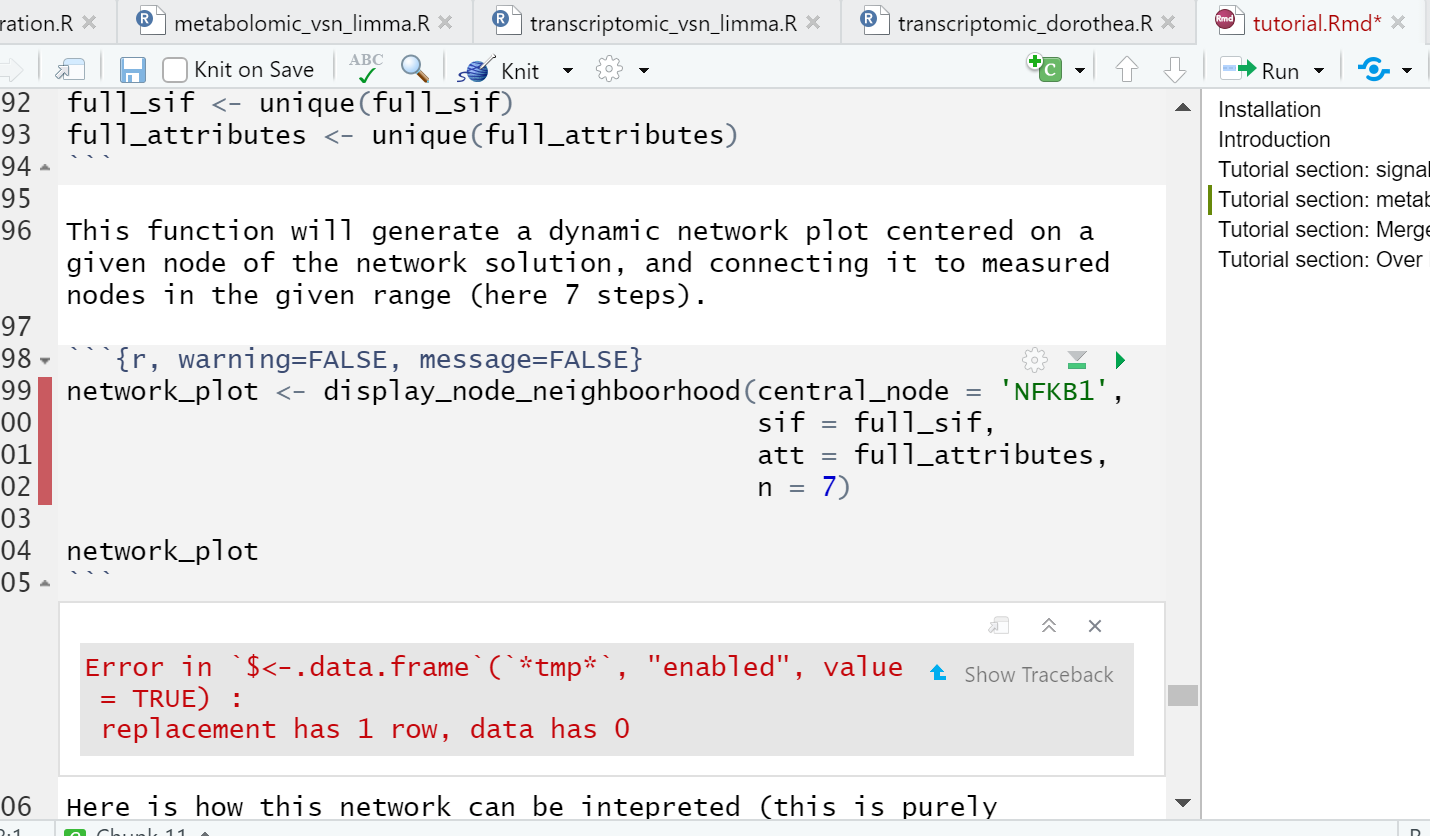 ration.R
metabolomic_vsn_limma.R
transcriptomic_vsn_limma.R
transcriptomic_dorothea.R
tutorial.Rmd*
Knit on Save
ABC
Knit
C
Run
92 full_sif <- unique(full_sif)
93 full_attributes <- unique(full_attributes)
94 ```
95
96 This function will generate a dynamic network plot centered on a
given node of the network solution, and connecting it to measured
nodes in the given range (here 7 steps).
97
98 ```{r, warning=FALSE, message=FALSE}
99 network_plot <- display_node_neighboorhood(central_node = 'NFKB1',
00 sif = full_sif,
01 att = full_attributes,
02 n = 7)
03
04 network_plot
05 ```
Error in `$<-.data.frame`(`*tmp*`, "enabled", value
= TRUE) :
replacement has 1 row, data has 0
Show Traceback
06 Here is how this network can be intepreted (this is purely
Chunk 11
Installation
Introduction
Tutorial section: signal
Tutorial section: metab
Tutorial section: Merge
Tutorial section: Over